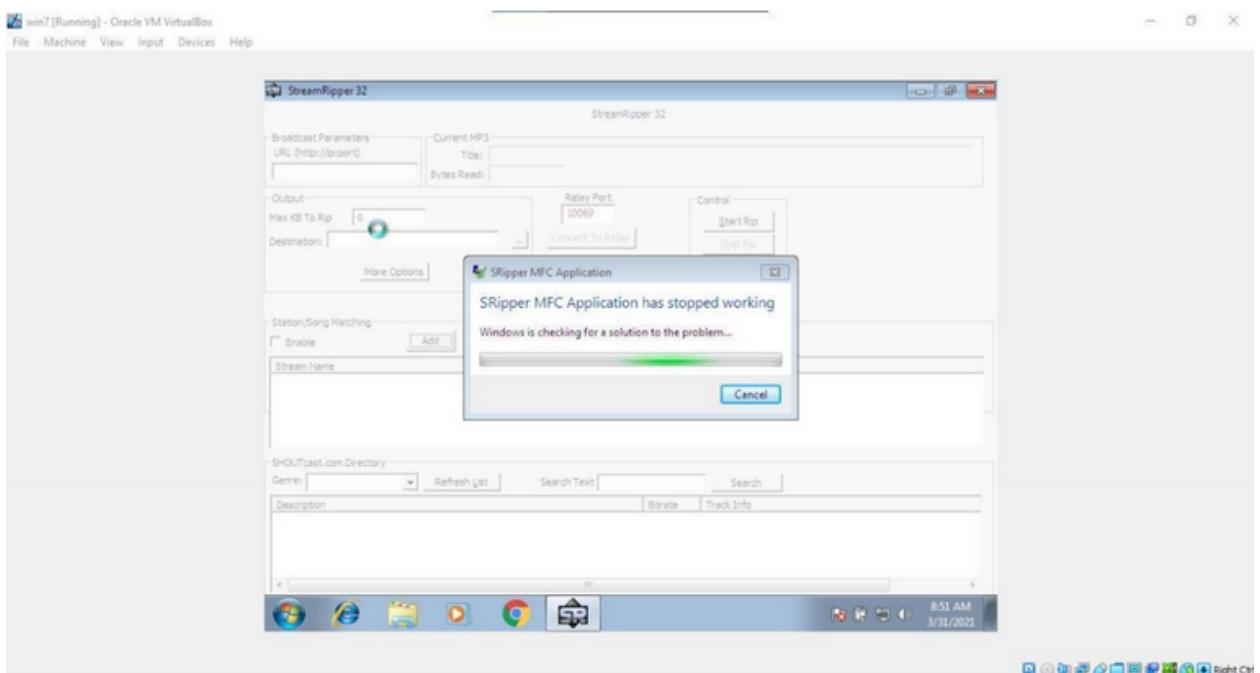 win7 [Running] - Oracle VM VirtualBox
File Machine View Input Devices Help
StreamRipper 32
StreamRipper 32
Broadcast Parameters
Current MP3
URL (http://ip:port)
Title:
Bytes Read:
Output
Relay Port
Control
Max KB To Rip
0
10069
Start Rip
Destination:
...
Connect To Relay
Stop Rip
More Options
SRipper MFC Application
SRipper MFC Application has stopped working
Windows is checking for a solution to the problem...
Cancel
Station/Song Matching
Enable
Add
Stream Name
SHOUTcast.com Directory
Genre:
Refresh List
Search Text
Search
Description
Bitrate
Track Info
SR
8:51 AM
3/31/2021
Right Ctrl